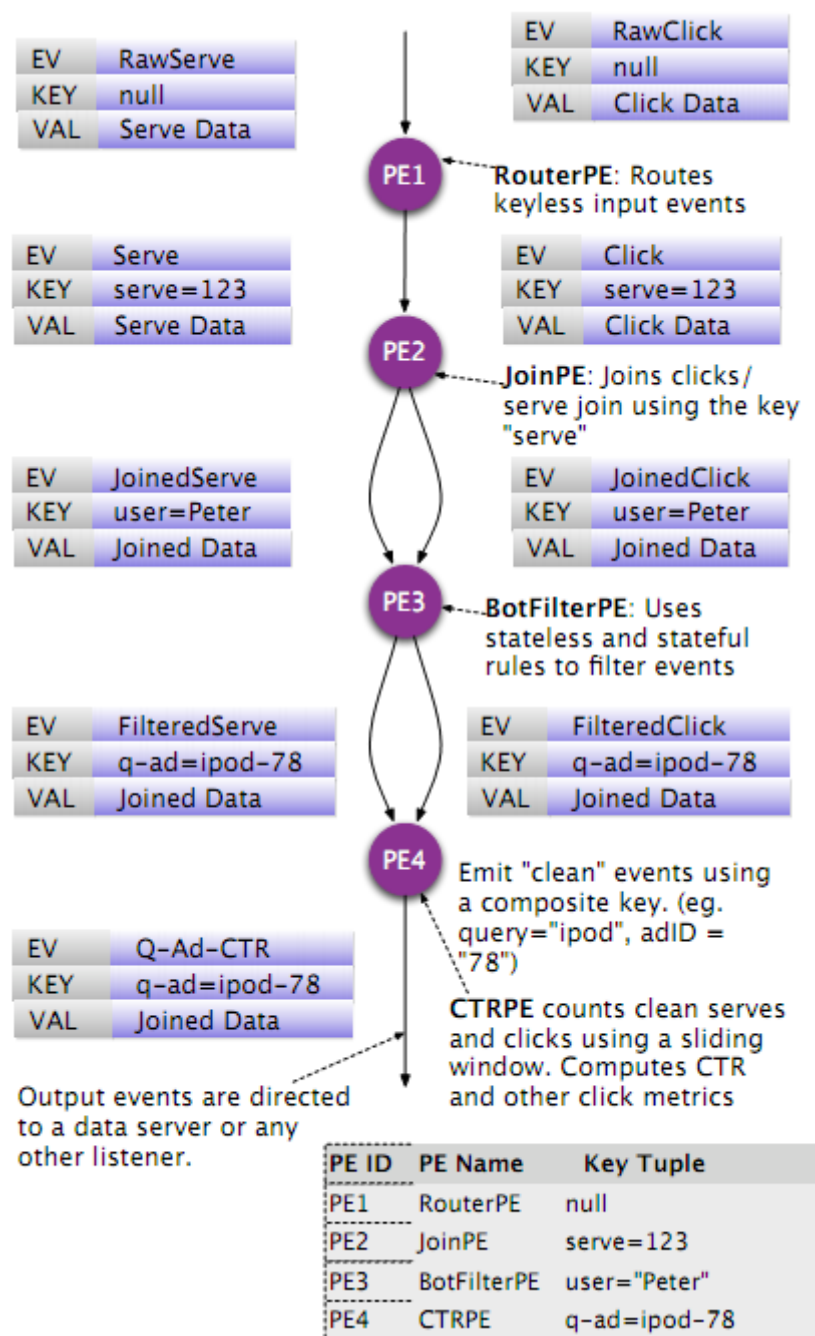 EV RawServe
KEY null
VAL Serve Data
EV RawClick
KEY null
VAL Click Data
PE1
RouterPE: Routes
keyless input events
EV Serve
KEY serve=123
VAL Serve Data
EV Click
KEY serve=123
VAL Click Data
PE2
JoinPE: Joins clicks/
serve join using the key
"serve"
EV JoinedServe
KEY user=Peter
VAL Joined Data
EV JoinedClick
KEY user=Peter
VAL Joined Data
PE3
BotFilterPE: Uses
stateless and stateful
rules to filter events
EV FilteredServe
KEY q-ad=ipod-78
VAL Joined Data
EV FilteredClick
KEY q-ad=ipod-78
VAL Joined Data
PE4
Emit "clean" events using
a composite key. (eg.
query="ipod", adID =
"78")
EV Q-Ad-CTR
KEY q-ad=ipod-78
VAL Joined Data
CTRPE counts clean serves
and clicks using a sliding
window. Computes CTR
and other click metrics
Output events are directed
to a data server or any
other listener.
PE ID PE Name Key Tuple
PE1 RouterPE null
PE2 JoinPE serve=123
PE3 BotFilterPE user="Peter"
PE4 CTRPE q-ad=ipod-78